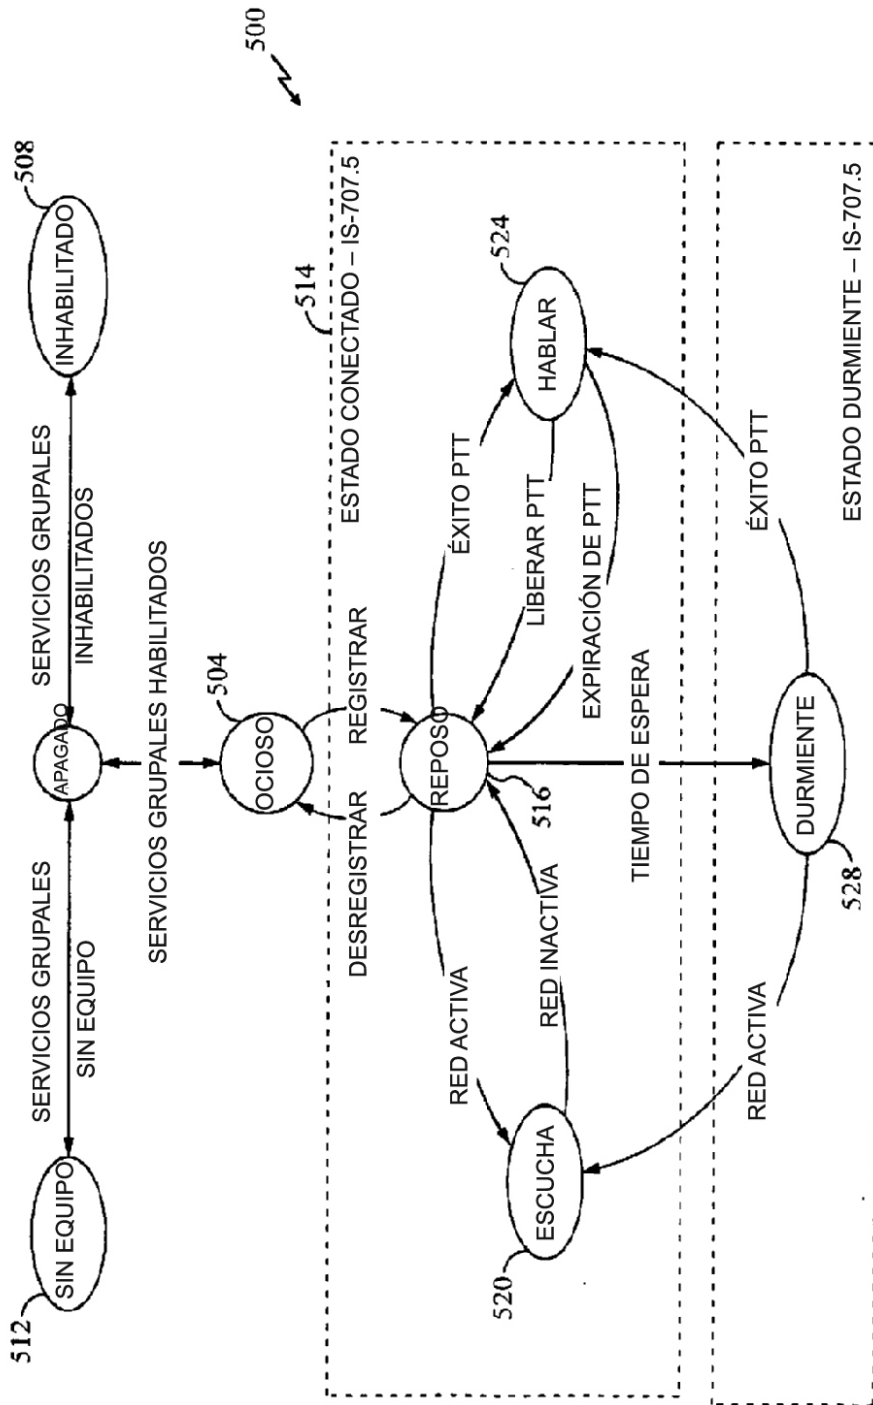 500
SIN EQUIPO
512
SERVICIOS GRUPALES
SIN EQUIPO
APAGADO
SERVICIOS GRUPALES
INHABILITADOS
INHABILITADO
508
SERVICIOS GRUPALES HABILITADOS
OCIOSO
504
DESREGISTRAR
REGISTRAR
514
ESTADO CONECTADO – IS-707.5
REPOSO
516
RED ACTIVA
RED INACTIVA
ÉXITO PTT
LIBERAR PTT
EXPIRACIÓN DE PTT
ESCUCHA
520
HABLAR
524
TIEMPO DE ESPERA
RED ACTIVA
ÉXITO PTT
DURMIENTE
528
ESTADO DURMIENTE – IS-707.5